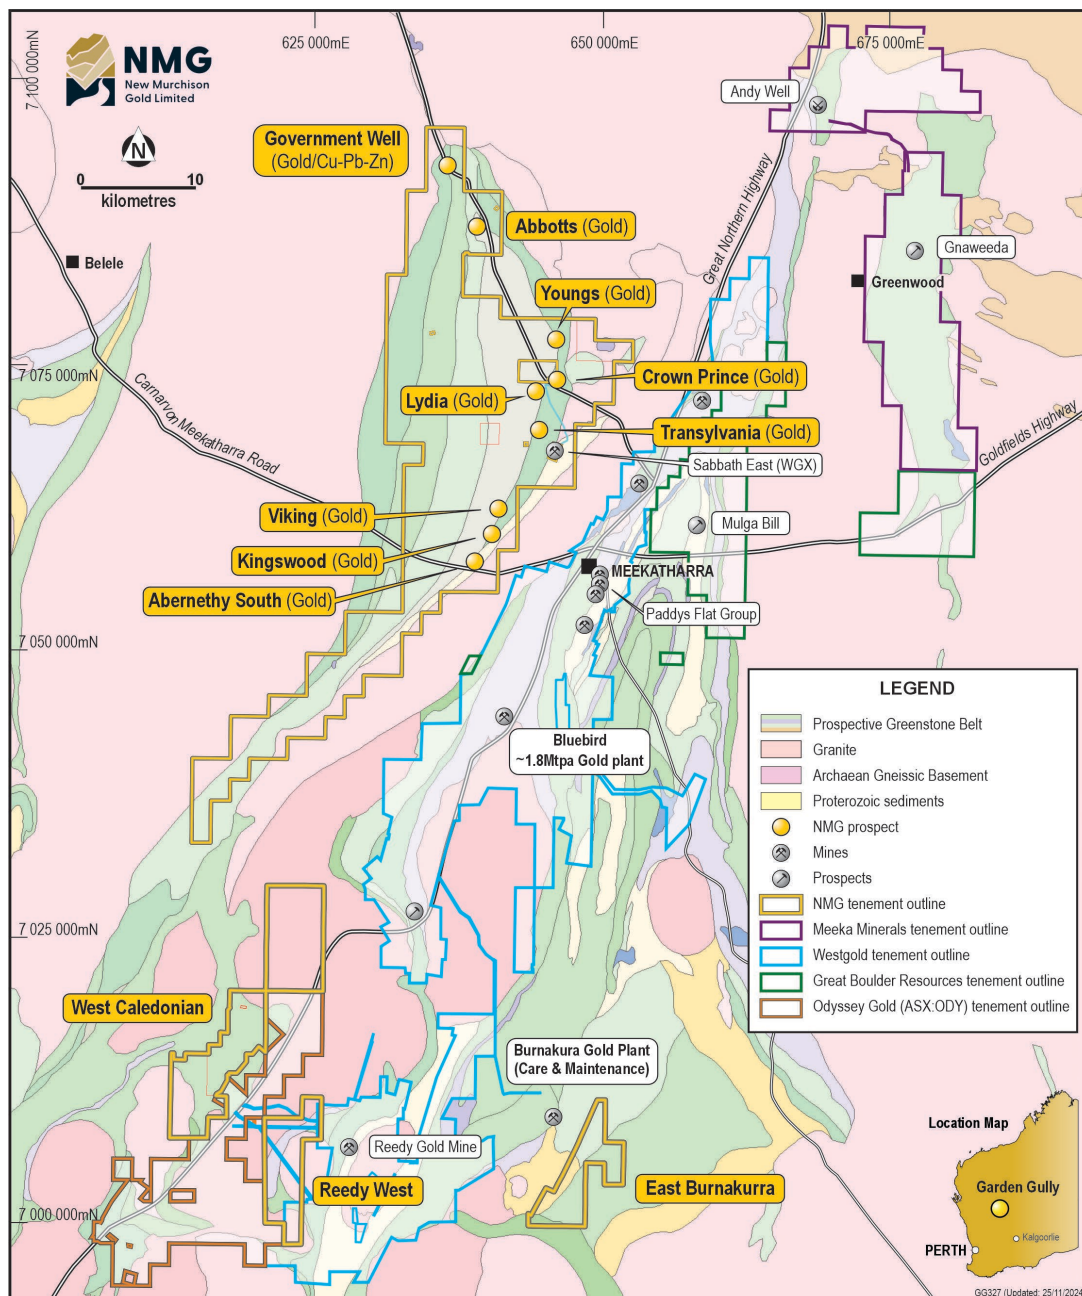 625 000mE
650 000mE
675 000mE
7 100 000mN
7 075 000mN
7 050 000mN
7 025 000mN
7 000 000mN
NMG
New Murchison
Gold Limited
N
0
10
kilometres
Government Well
(Gold/Cu-Pb-Zn)
Abbotts (Gold)
Youngs (Gold)
Crown Prince (Gold)
Lydia (Gold)
Transylvania (Gold)
Sabbath East (WGX)
Viking (Gold)
Kingswood (Gold)
Abernethy South (Gold)
Belele
Carnarvon Meekatharra Road
Great Northern Highway
Goldfields Highway
Andy Well
Gnaweeda
Greenwood
Mulga Bill
MEEKATHARRA
Paddys Flat Group
Bluebird
~1.8Mtpa Gold plant
West Caledonian
Burnakura Gold Plant
(Care & Maintenance)
Reedy Gold Mine
Reedy West
East Burnakurra
LEGEND
Prospective Greenstone Belt
Granite
Archaean Gneissic Basement
Proterozoic sediments
NMG prospect
Mines
Prospects
NMG tenement outline
Meeka Minerals tenement outline
Westgold tenement outline
Great Boulder Resources tenement outline
Odyssey Gold (ASX:ODY) tenement outline
Location Map
Garden Gully
Kalgoorlie
PERTH
GG327 (Updated: 25/11/2024